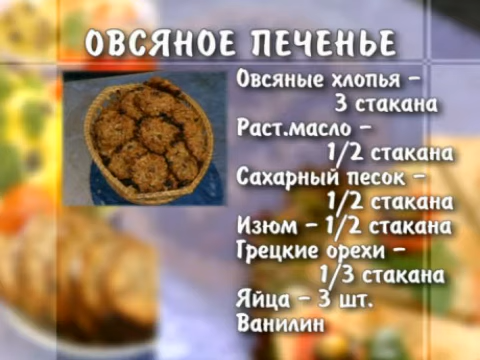 ОВСЯНОЕ ПЕЧЕНЬЕ
Овсяные хлопья –
3 стакана
Раст.масло –
1/2 стакана
Сахарный песок –
1/2 стакана
Изюм – 1/2 стакана
Грецкие орехи –
1/3 стакана
Яйца – 3 шт.
Ванилин